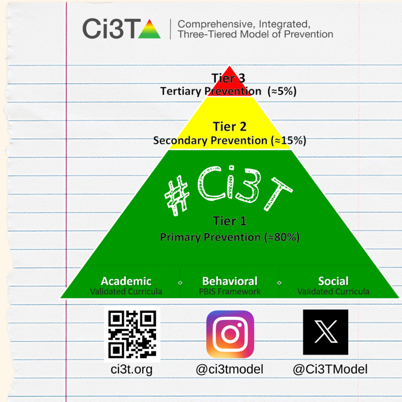 Ci3T
Comprehensive, Integrated,
Three-Tiered Model of Prevention
Tier 3
Tertiary Prevention (≈5%)
Tier 2
Secondary Prevention (≈15%)
#Ci3T
Tier 1
Primary Prevention (≈80%)
Academic ◇ Behavioral ◇ Social
Validated Curricula PBIS Framework Validated Curricula
ci3t.org @ci3tmodel @Ci3TModel